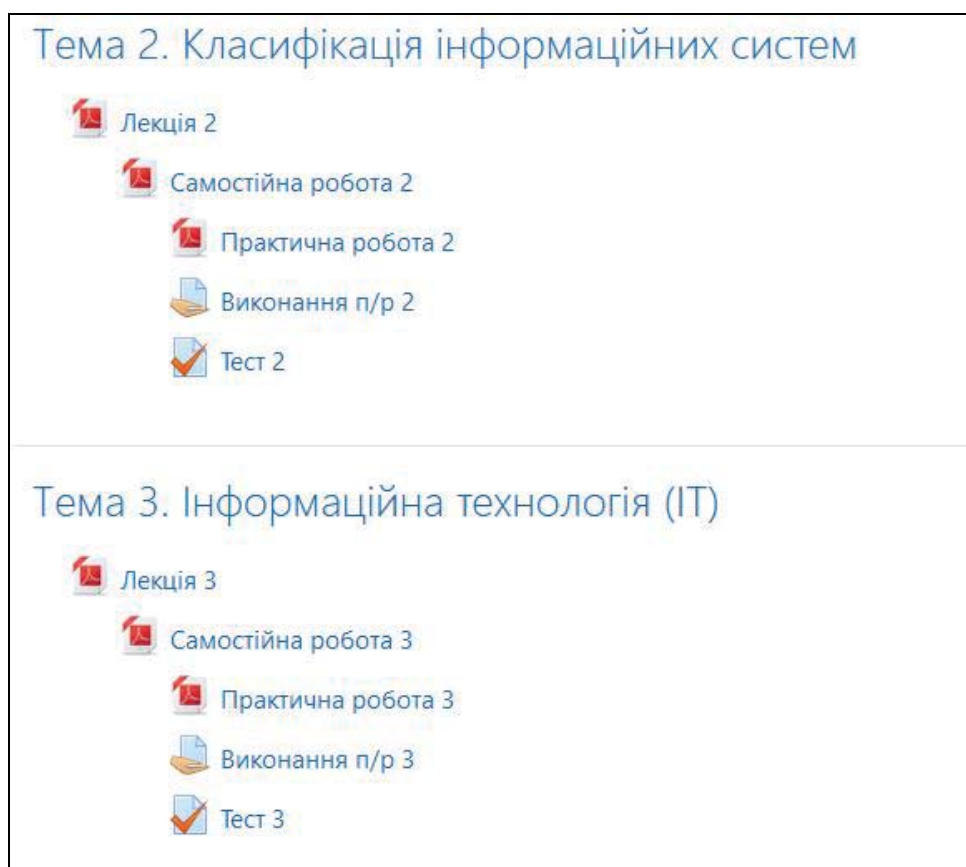 Тема 2. Класифікація інформаційних систем
Лекція 2
Самостійна робота 2
Практична робота 2
Виконання п/р 2
Тест 2
Тема 3. Інформаційна технологія (ІТ)
Лекція 3
Самостійна робота 3
Практична робота 3
Виконання п/р 3
Тест 3